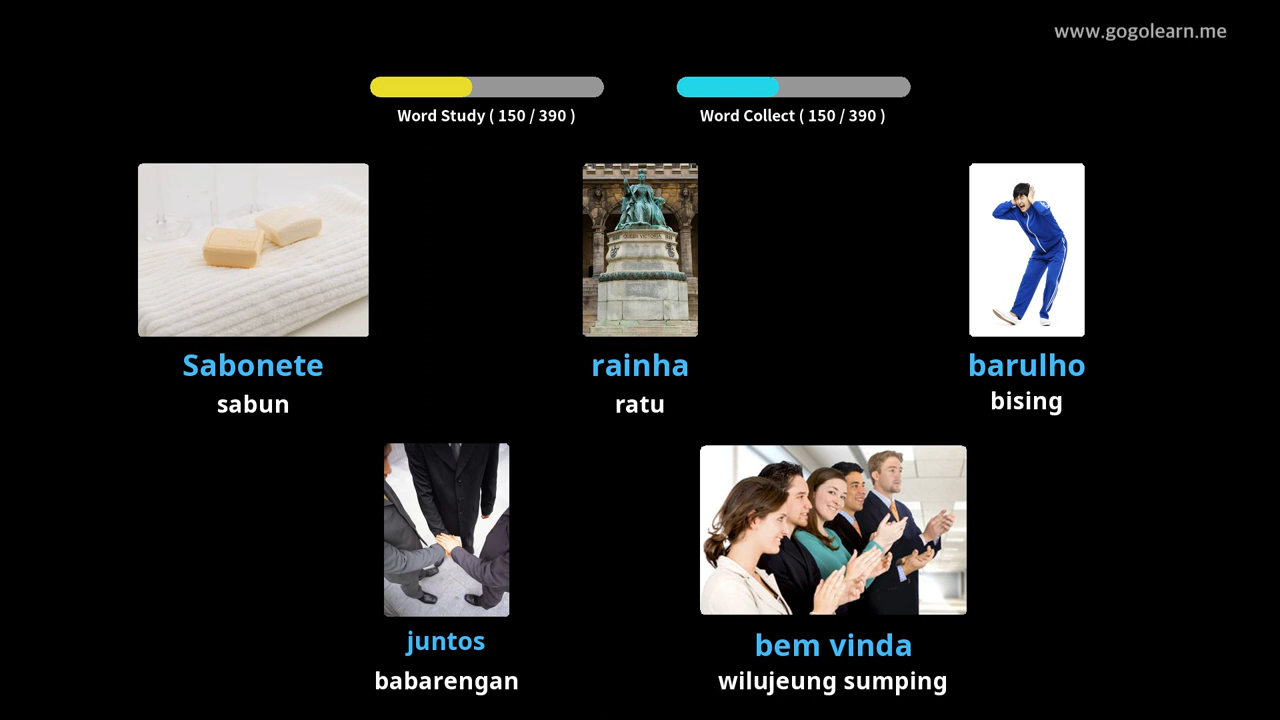 www.gogolearn.me
Word Study ( 150 / 390 )
Word Collect ( 150 / 390 )
Sabonete
sabun
rainha
ratu
barulho
bising
juntos
babarengan
bem vinda
wilujeung sumping